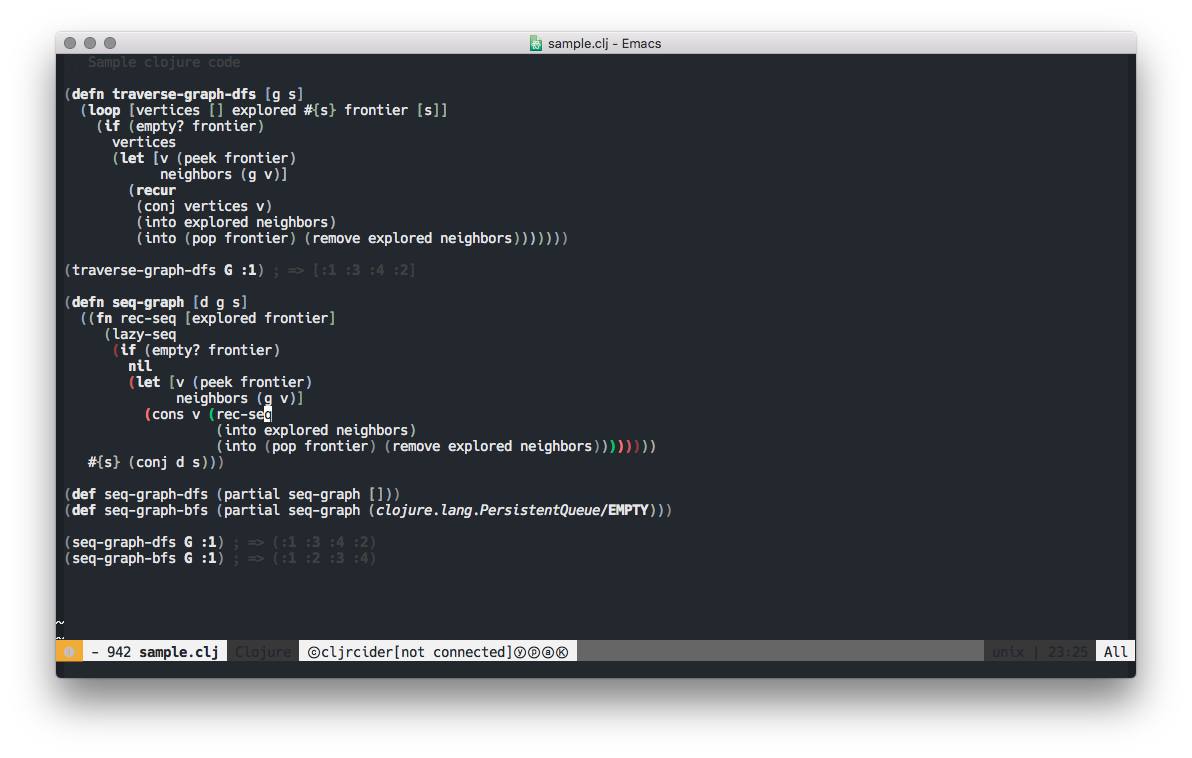 sample.clj - Emacs
Sample clojure code
(defn traverse-graph-dfs [g s]
  (loop [vertices [] explored #{s} frontier [s]]
    (if (empty? frontier)
      vertices
      (let [v (peek frontier)
            neighbors (g v)]
        (recur
         (conj vertices v)
         (into explored neighbors)
         (into (pop frontier) (remove explored neighbors)))))))
(traverse-graph-dfs G :1) ; => [:1 :3 :4 :2]
(defn seq-graph [d g s]
  ((fn rec-seq [explored frontier]
     (lazy-seq
      (if (empty? frontier)
        nil
        (let [v (peek frontier)
              neighbors (g v)]
          (cons v (rec-seq
                   (into explored neighbors)
                   (into (pop frontier) (remove explored neighbors))))))))
   #{s} (conj d s)))
(def seq-graph-dfs (partial seq-graph []))
(def seq-graph-bfs (partial seq-graph (clojure.lang.PersistentQueue/EMPTY)))
(seq-graph-dfs G :1) ; => (:1 :3 :4 :2)
(seq-graph-bfs G :1) ; => (:1 :2 :3 :4)
~
~
- 942 sample.clj Clojure ⓒcljrcider[not connected]ⓨⓟⓐⓀ unix | 23:25 All